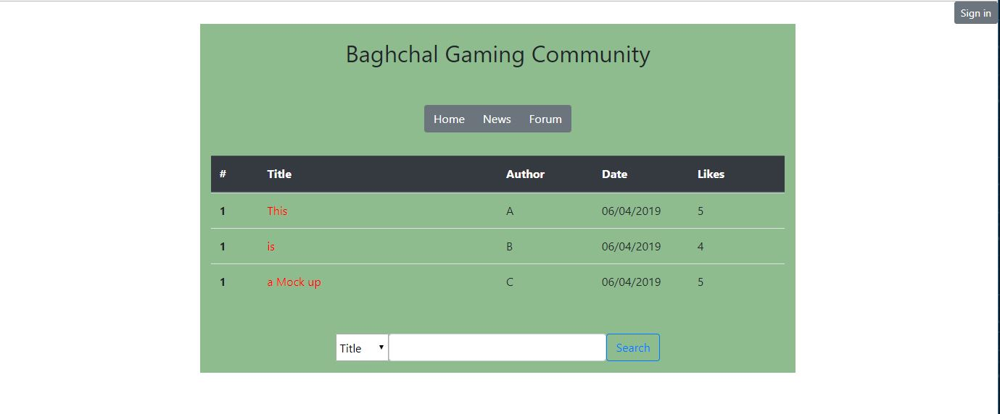 Sign in
Baghchal Gaming Community
Home News Forum
# Title Author Date Likes
1 This A 06/04/2019 5
1 is B 06/04/2019 4
1 a Mock up C 06/04/2019 5
Title Search